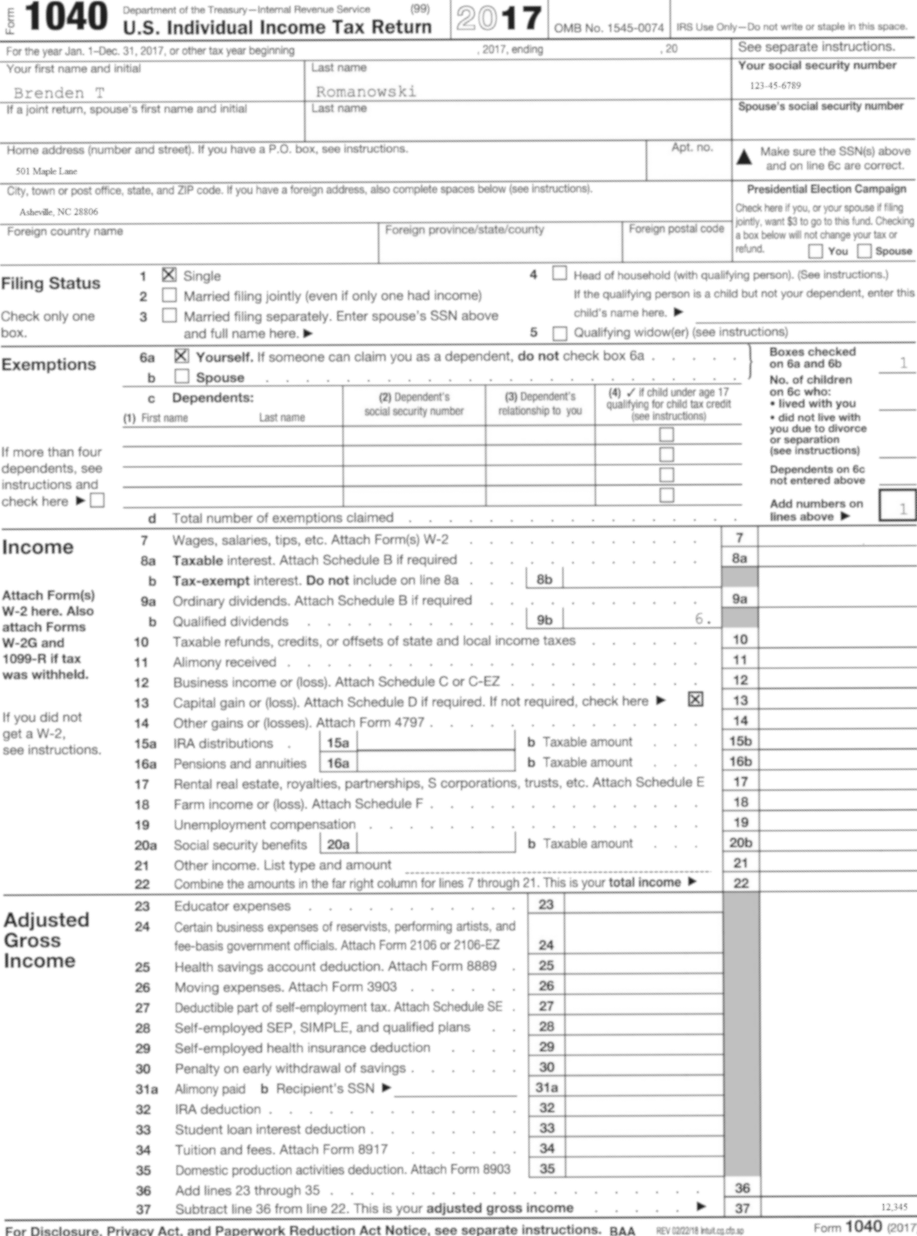 Form 1040 Department of the Treasury—Internal Revenue Service (99) U.S. Individual Income Tax Return 2017 OMB No. 1545-0074 IRS Use Only—Do not write or staple in this space.
For the year Jan. 1–Dec. 31, 2017, or other tax year beginning , 2017, ending , 20 See separate instructions.
Your first name and initial Last name Your social security number
Brenden T Romanowski 123-45-6789
If a joint return, spouse's first name and initial Last name Spouse's social security number
Home address (number and street). If you have a P.O. box, see instructions. Apt. no.
501 Maple Lane
▲ Make sure the SSN(s) above and on line 6c are correct.
City, town or post office, state, and ZIP code. If you have a foreign address, also complete spaces below (see instructions).
Asheville, NC 28806
Presidential Election Campaign
Check here if you, or your spouse if filing
jointly, want $3 to go to this fund. Checking
a box below will not change your tax or
refund. You Spouse
Foreign country name Foreign province/state/county Foreign postal code
Filing Status
Check only one
box.
1 ☒ Single
2 ☐ Married filing jointly (even if only one had income)
3 ☐ Married filing separately. Enter spouse's SSN above
and full name here. ▶
4 ☐ Head of household (with qualifying person). (See instructions.)
If the qualifying person is a child but not your dependent, enter this
child's name here. ▶
5 ☐ Qualifying widow(er) (see instructions)
Exemptions
6a ☒ Yourself. If someone can claim you as a dependent, do not check box 6a . . . . .
b ☐ Spouse
c Dependents:
(1) First name Last name
(2) Dependent's
social security number
(3) Dependent's
relationship to you
(4) ✓ if child under age 17
qualifying for child tax credit
(see instructions)
If more than four
dependents, see
instructions and
check here ▶ ☐
d Total number of exemptions claimed
Boxes checked
on 6a and 6b 1
No. of children
on 6c who:
• lived with you
• did not live with
you due to divorce
or separation
(see instructions)
Dependents on 6c
not entered above
Add numbers on
lines above ▶ 1
Income
Attach Form(s)
W-2 here. Also
attach Forms
W-2G and
1099-R if tax
was withheld.
If you did not
get a W-2,
see instructions.
7 Wages, salaries, tips, etc. Attach Form(s) W-2 7
8a Taxable interest. Attach Schedule B if required 8a
b Tax-exempt interest. Do not include on line 8a 8b
9a Ordinary dividends. Attach Schedule B if required 9a
b Qualified dividends 9b 6.
10 Taxable refunds, credits, or offsets of state and local income taxes 10
11 Alimony received 11
12 Business income or (loss). Attach Schedule C or C-EZ 12
13 Capital gain or (loss). Attach Schedule D if required. If not required, check here ▶ ☒ 13
14 Other gains or (losses). Attach Form 4797 14
15a IRA distributions 15a b Taxable amount 15b
16a Pensions and annuities 16a b Taxable amount 16b
17 Rental real estate, royalties, partnerships, S corporations, trusts, etc. Attach Schedule E 17
18 Farm income or (loss). Attach Schedule F 18
19 Unemployment compensation 19
20a Social security benefits 20a b Taxable amount 20b
21 Other income. List type and amount 21
22 Combine the amounts in the far right column for lines 7 through 21. This is your total income ▶ 22
Adjusted
Gross
Income
23 Educator expenses 23
24 Certain business expenses of reservists, performing artists, and
fee-basis government officials. Attach Form 2106 or 2106-EZ 24
25 Health savings account deduction. Attach Form 8889 25
26 Moving expenses. Attach Form 3903 26
27 Deductible part of self-employment tax. Attach Schedule SE 27
28 Self-employed SEP, SIMPLE, and qualified plans 28
29 Self-employed health insurance deduction 29
30 Penalty on early withdrawal of savings 30
31a Alimony paid b Recipient's SSN ▶ 31a
32 IRA deduction 32
33 Student loan interest deduction 33
34 Tuition and fees. Attach Form 8917 34
35 Domestic production activities deduction. Attach Form 8903 35
36 Add lines 23 through 35 36
37 Subtract line 36 from line 22. This is your adjusted gross income ▶ 37 12,345
For Disclosure, Privacy Act, and Paperwork Reduction Act Notice, see separate instructions. BAA REV 02/22/18 Form 1040 (2017